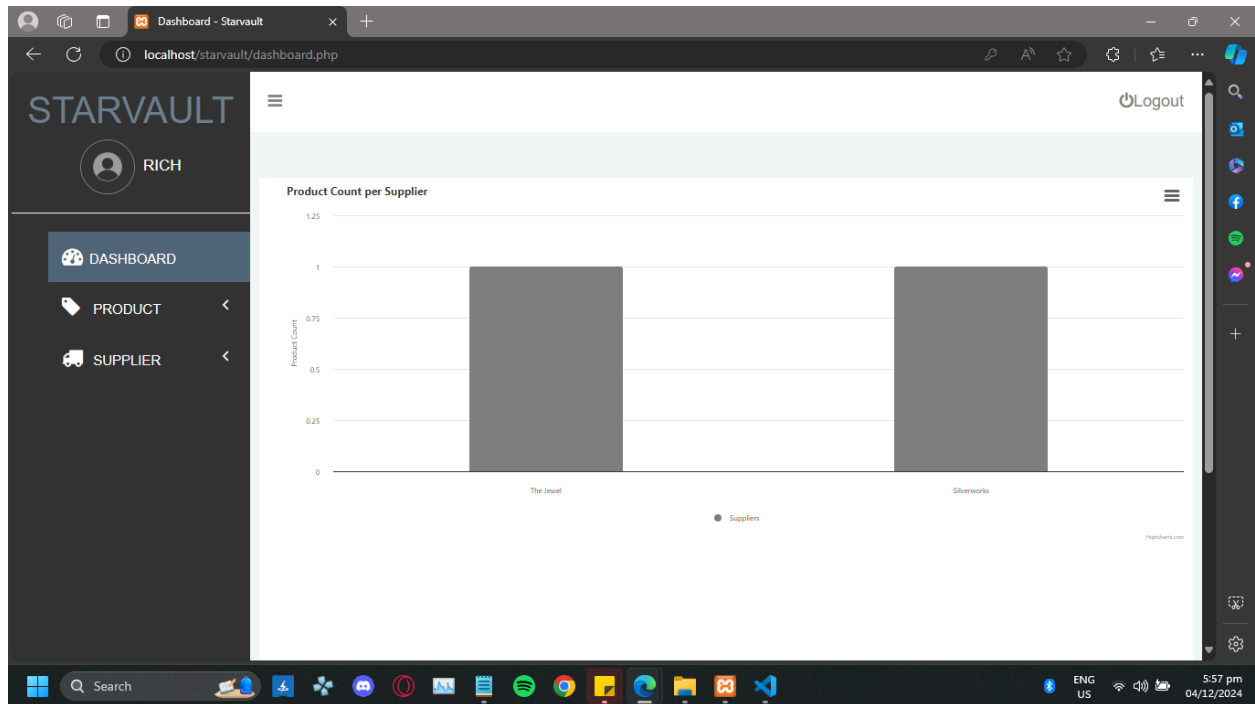 Dashboard - Starvault
localhost/starvault/dashboard.php
STARVAULT
RICH
DASHBOARD
PRODUCT
SUPPLIER
Logout
Product Count per Supplier
1.25
1
0.75
0.5
0.25
0
Product Count
The Jewel
Silverworks
Suppliers
Highcharts.com
Search
ENG
US
5:57 pm
04/12/2024